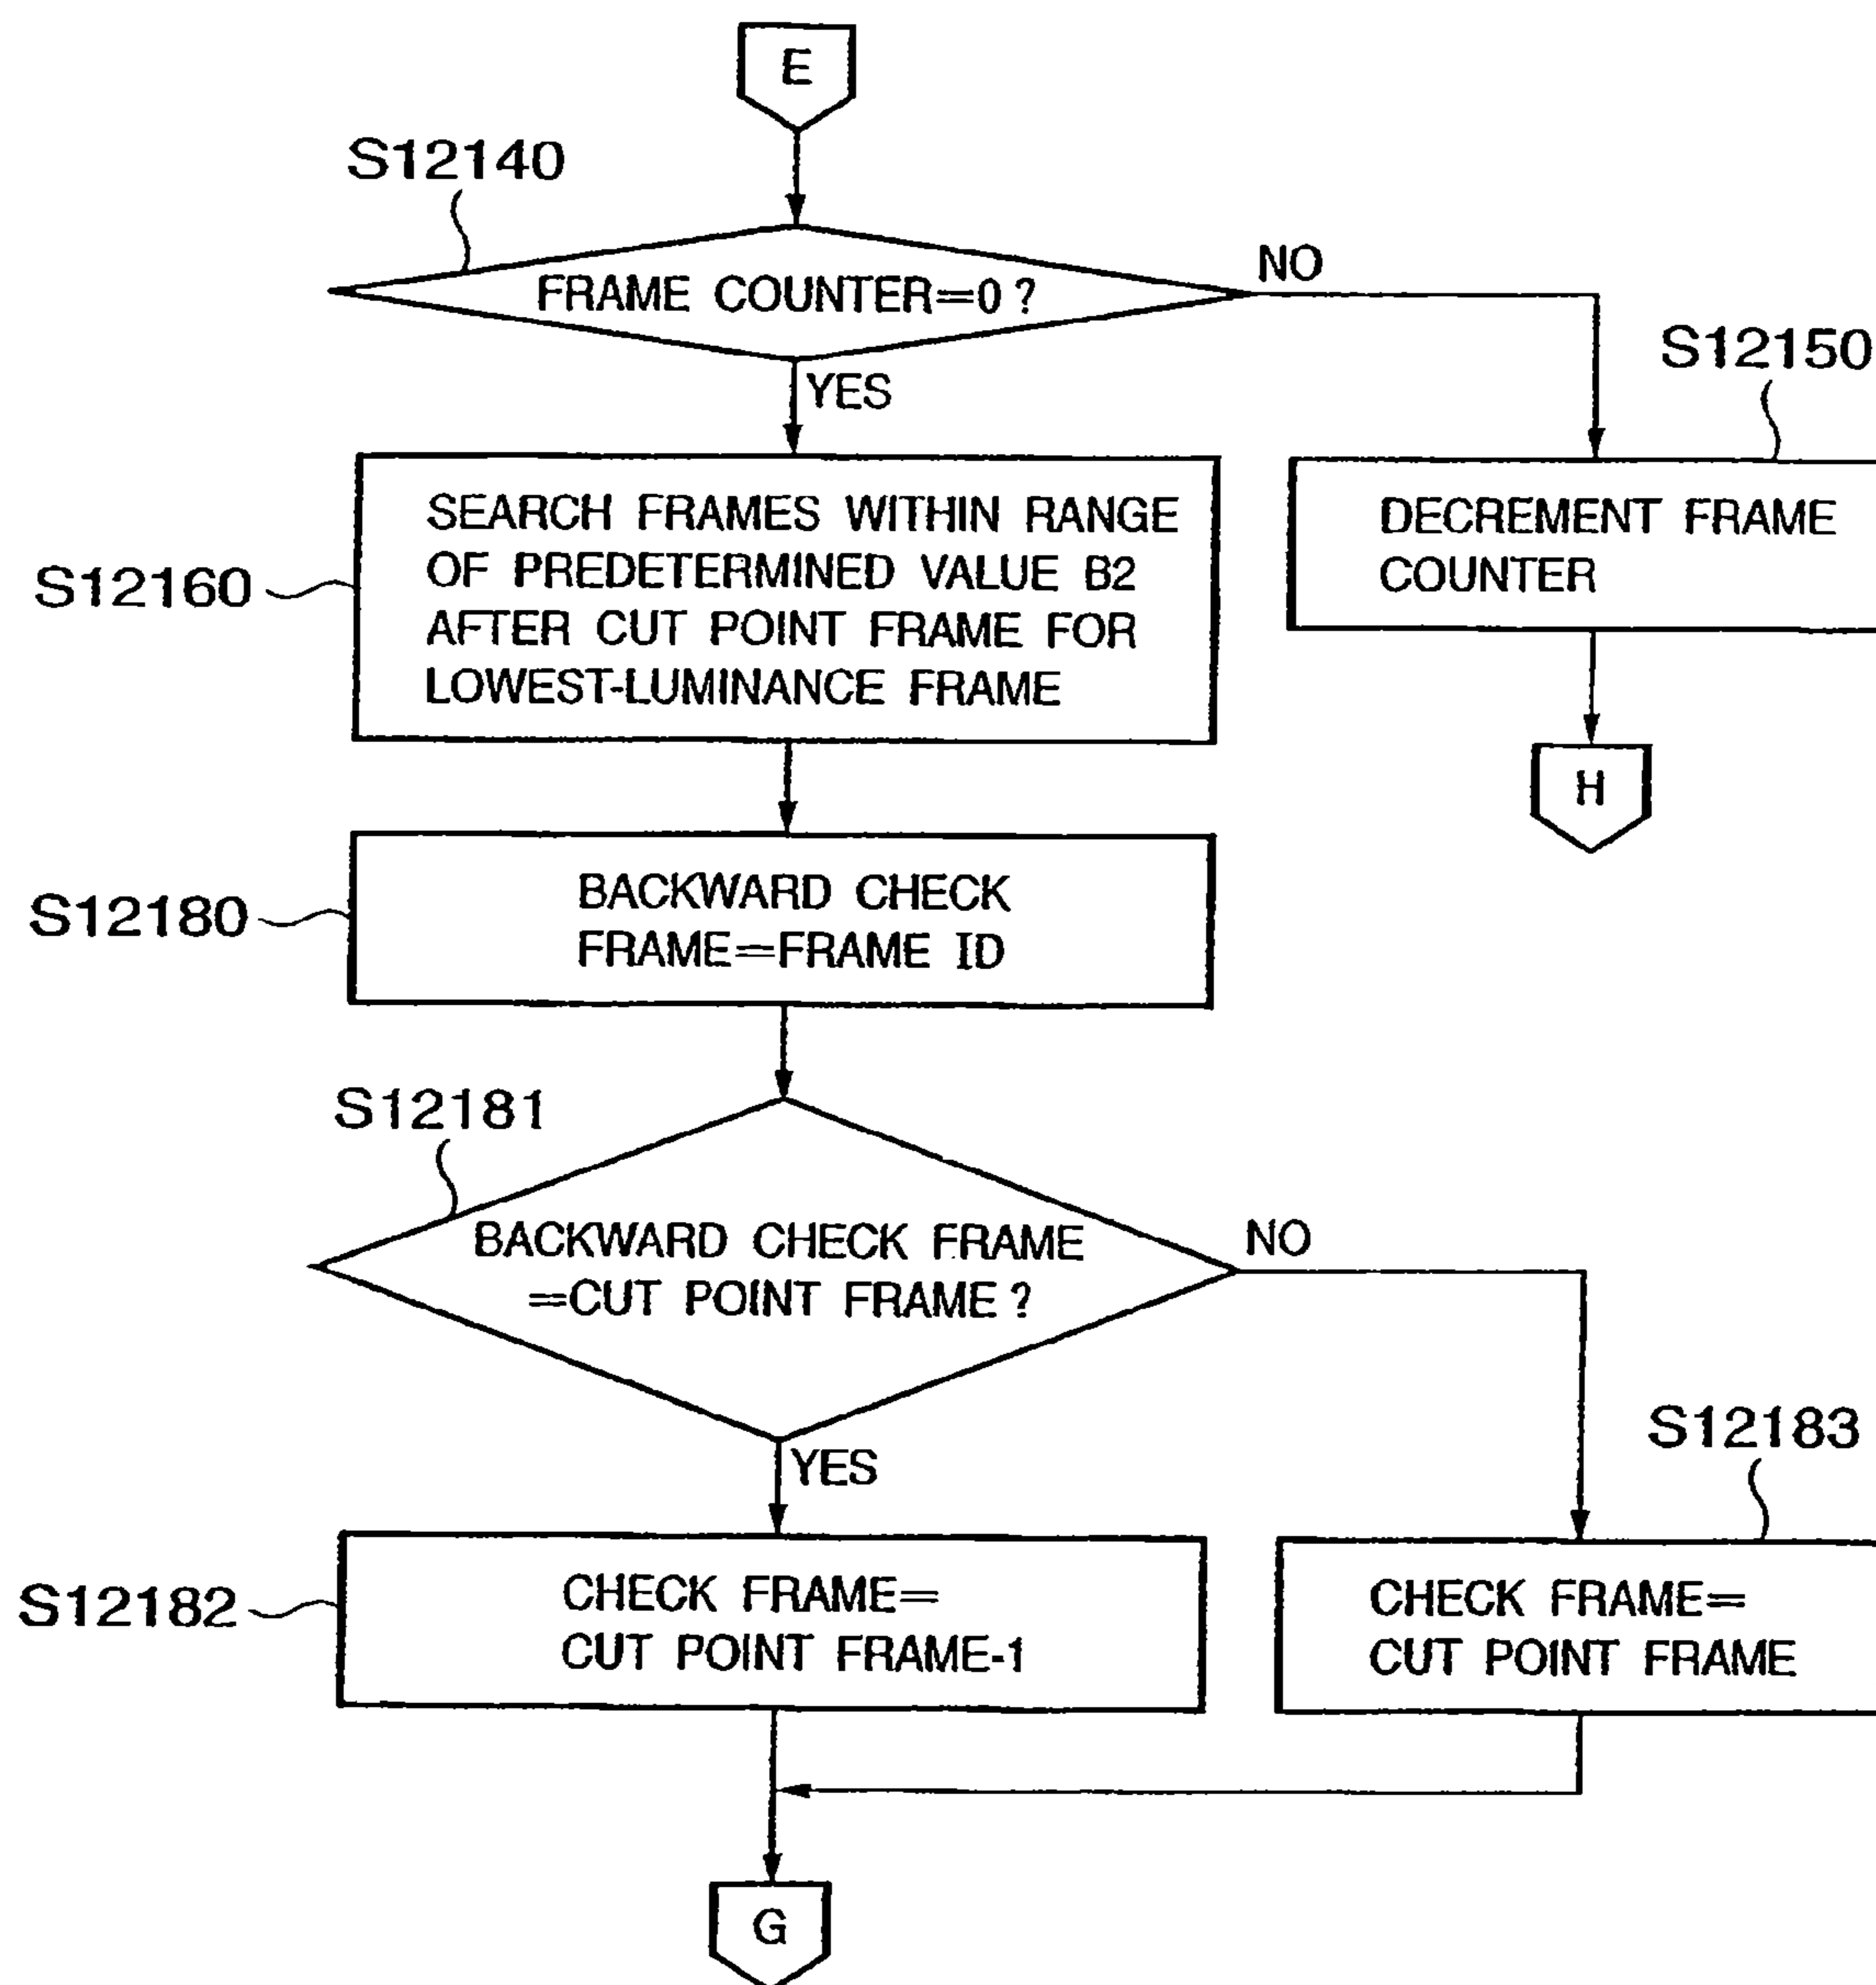 E
S12140
FRAME COUNTER=0 ?
NO
YES
S12150
SEARCH FRAMES WITHIN RANGE
OF PREDETERMINED VALUE B2
AFTER CUT POINT FRAME FOR
LOWEST-LUMINANCE FRAME
S12160
DECREMENT FRAME
COUNTER
H
BACKWARD CHECK
FRAME=FRAME ID
S12180
S12181
BACKWARD CHECK FRAME
=CUT POINT FRAME ?
NO
YES
S12183
S12182
CHECK FRAME=
CUT POINT FRAME-1
CHECK FRAME=
CUT POINT FRAME
G